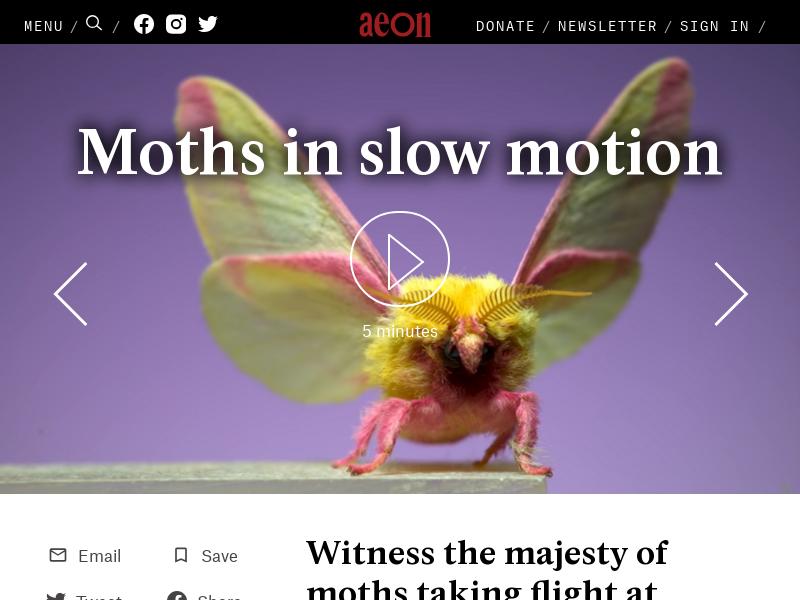 MENU / / aeon DONATE / NEWSLETTER / SIGN IN /
Moths in slow motion
5 minutes
Email Save
Witness the majesty of
Tweet Share
moths taking flight at